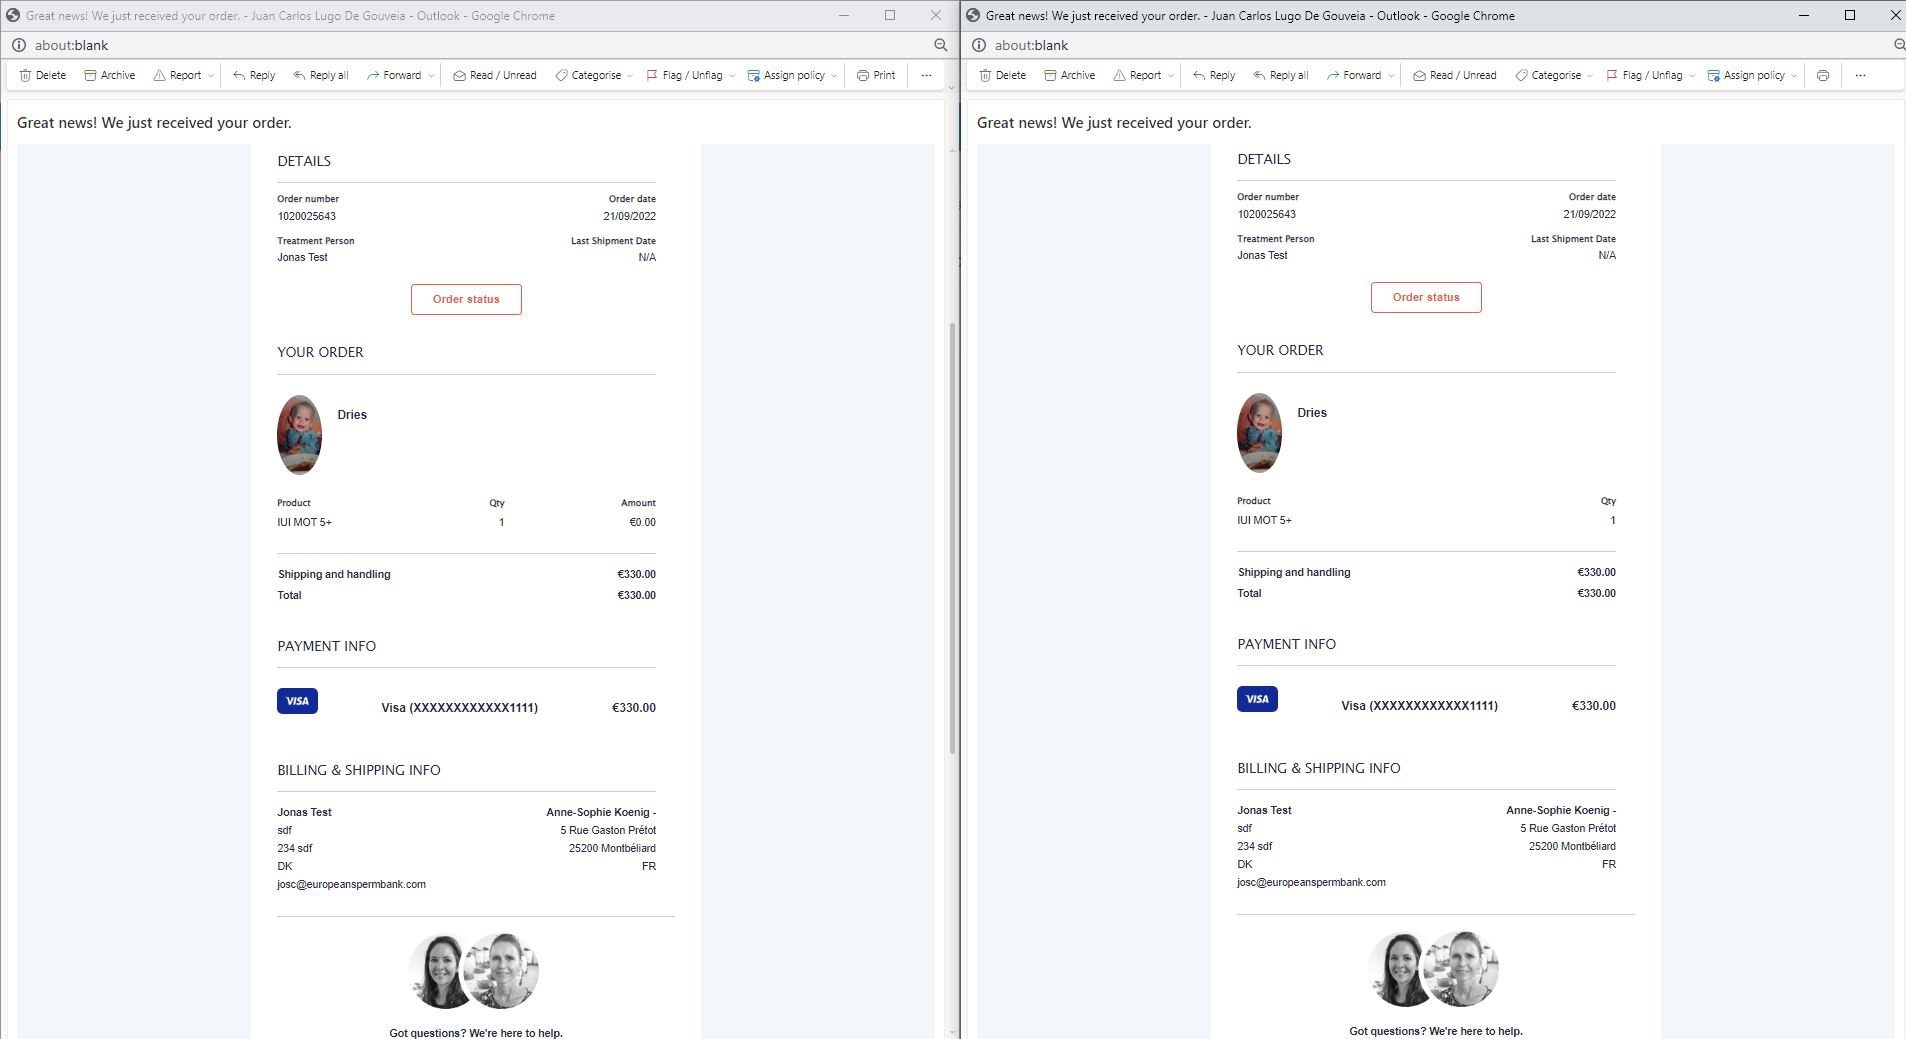 Great news! We just received your order. - Juan Carlos Lugo De Gouveia - Outlook - Google Chrome
about:blank
Delete Archive Report Reply Reply all Forward Read / Unread Categorise Flag / Unflag Assign policy Print ...
Great news! We just received your order.
DETAILS
Order number Order date
1020025643 21/09/2022
Treatment Person Last Shipment Date
Jonas Test N/A
Order status
YOUR ORDER
Dries
Product Qty Amount
IUI MOT 5+ 1 €0.00
Shipping and handling €330.00
Total €330.00
PAYMENT INFO
VISA Visa (XXXXXXXXXXXX1111) €330.00
BILLING & SHIPPING INFO
Jonas Test Anne-Sophie Koenig -
sdf 5 Rue Gaston Prétot
234 sdf 25200 Montbéliard
DK FR
josc@europeanspermbank.com
Got questions? We're here to help.
Great news! We just received your order. - Juan Carlos Lugo De Gouveia - Outlook - Google Chrome
about:blank
Delete Archive Report Reply Reply all Forward Read / Unread Categorise Flag / Unflag Assign policy ...
Great news! We just received your order.
DETAILS
Order number Order date
1020025643 21/09/2022
Treatment Person Last Shipment Date
Jonas Test N/A
Order status
YOUR ORDER
Dries
Product Qty
IUI MOT 5+ 1
Shipping and handling €330.00
Total €330.00
PAYMENT INFO
VISA Visa (XXXXXXXXXXXX1111) €330.00
BILLING & SHIPPING INFO
Jonas Test Anne-Sophie Koenig -
sdf 5 Rue Gaston Prétot
234 sdf 25200 Montbéliard
DK FR
josc@europeanspermbank.com
Got questions? We're here to help.